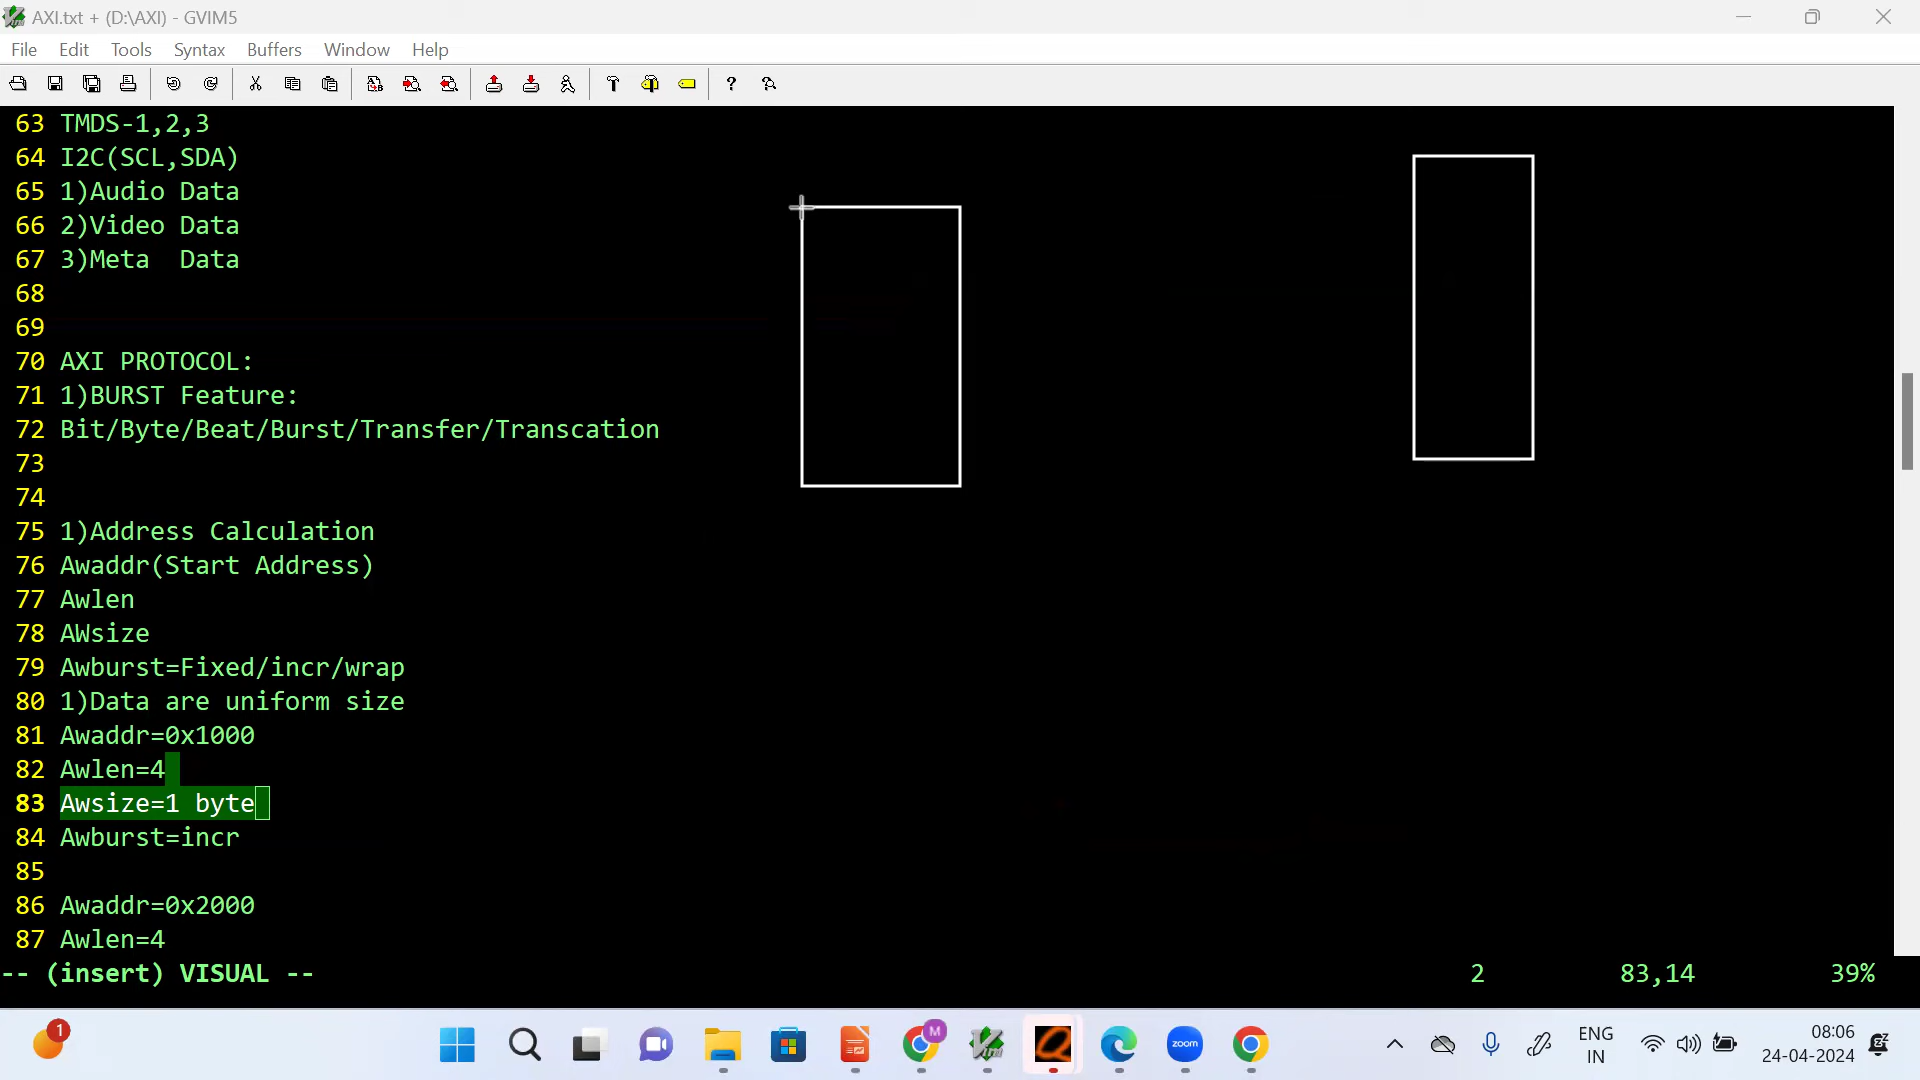 AXI.txt + (D:\AXI) - GVIM5
File Edit Tools Syntax Buffers Window Help
63 TMDS-1,2,3
64 I2C(SCL,SDA)
65 1)Audio Data
66 2)Video Data
67 3)Meta  Data
68
69
70 AXI PROTOCOL:
71 1)BURST Feature:
72 Bit/Byte/Beat/Burst/Transfer/Transcation
73
74
75 1)Address Calculation
76 Awaddr(Start Address)
77 Awlen
78 AWsize
79 Awburst=Fixed/incr/wrap
80 1)Data are uniform size
81 Awaddr=0x1000
82 Awlen=4
83 Awsize=1 byte
84 Awburst=incr
85
86 Awaddr=0x2000
87 Awlen=4
-- (insert) VISUAL -- 2 83,14 39%
1
M
zoom
ENG
IN
08:06
24-04-2024